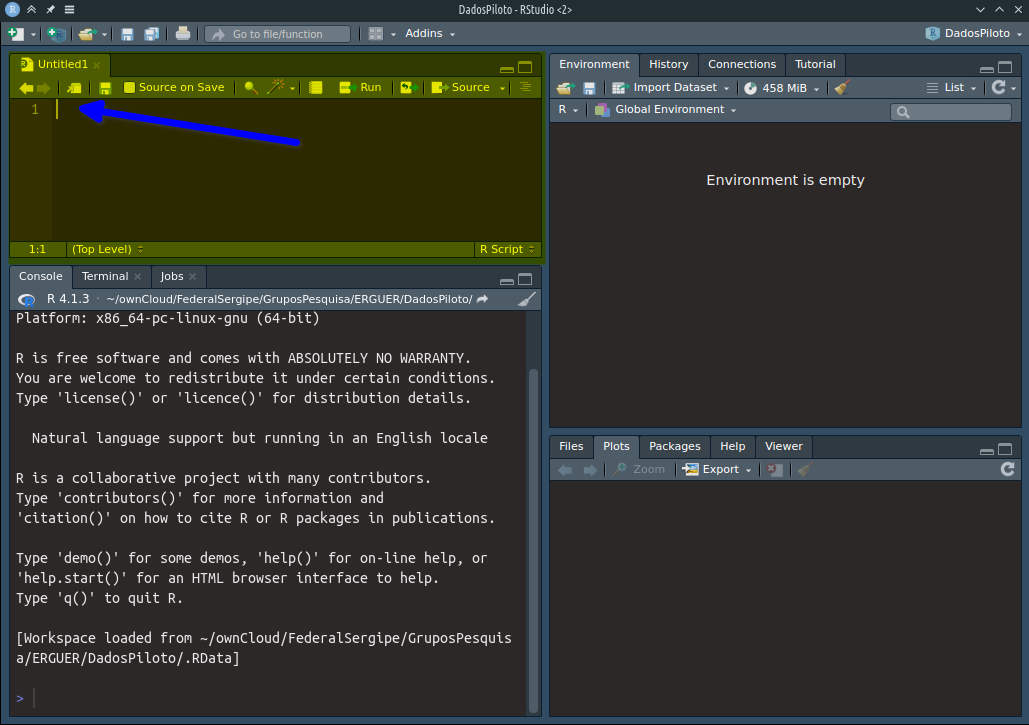 DadosPiloto - RStudio <2>
Go to file/function
Addins
DadosPiloto
Untitled1
Source on Save
Run
Source
1
1:1
(Top Level)
R Script
Console
Terminal
Jobs
R 4.1.3 · ~/ownCloud/FederalSergipe/GruposPesquisa/ERGUER/DadosPiloto/
Platform: x86_64-pc-linux-gnu (64-bit)
R is free software and comes with ABSOLUTELY NO WARRANTY.
You are welcome to redistribute it under certain conditions.
Type 'license()' or 'licence()' for distribution details.
Natural language support but running in an English locale
R is a collaborative project with many contributors.
Type 'contributors()' for more information and
'citation()' on how to cite R or R packages in publications.
Type 'demo()' for some demos, 'help()' for on-line help, or
'help.start()' for an HTML browser interface to help.
Type 'q()' to quit R.
[Workspace loaded from ~/ownCloud/FederalSergipe/GruposPesquis
a/ERGUER/DadosPiloto/.RData]
>
Environment
History
Connections
Tutorial
Import Dataset
458 MiB
List
R
Global Environment
Environment is empty
Files
Plots
Packages
Help
Viewer
Zoom
Export